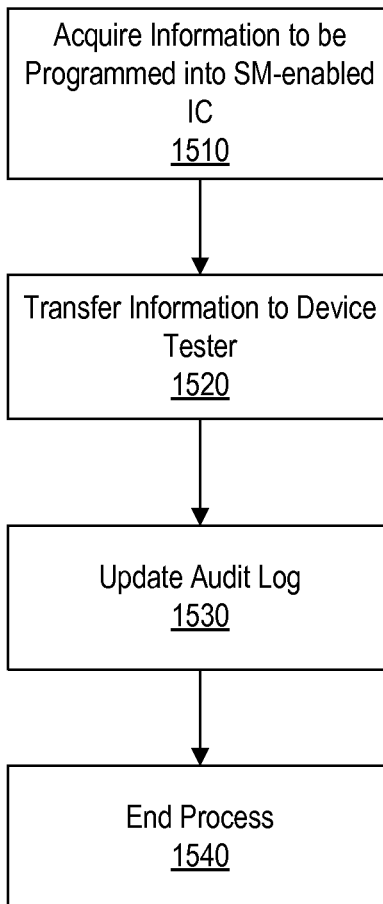 Acquire Information to be
Programmed into SM-enabled
IC
1510
Transfer Information to Device
Tester
1520
Update Audit Log
1530
End Process
1540